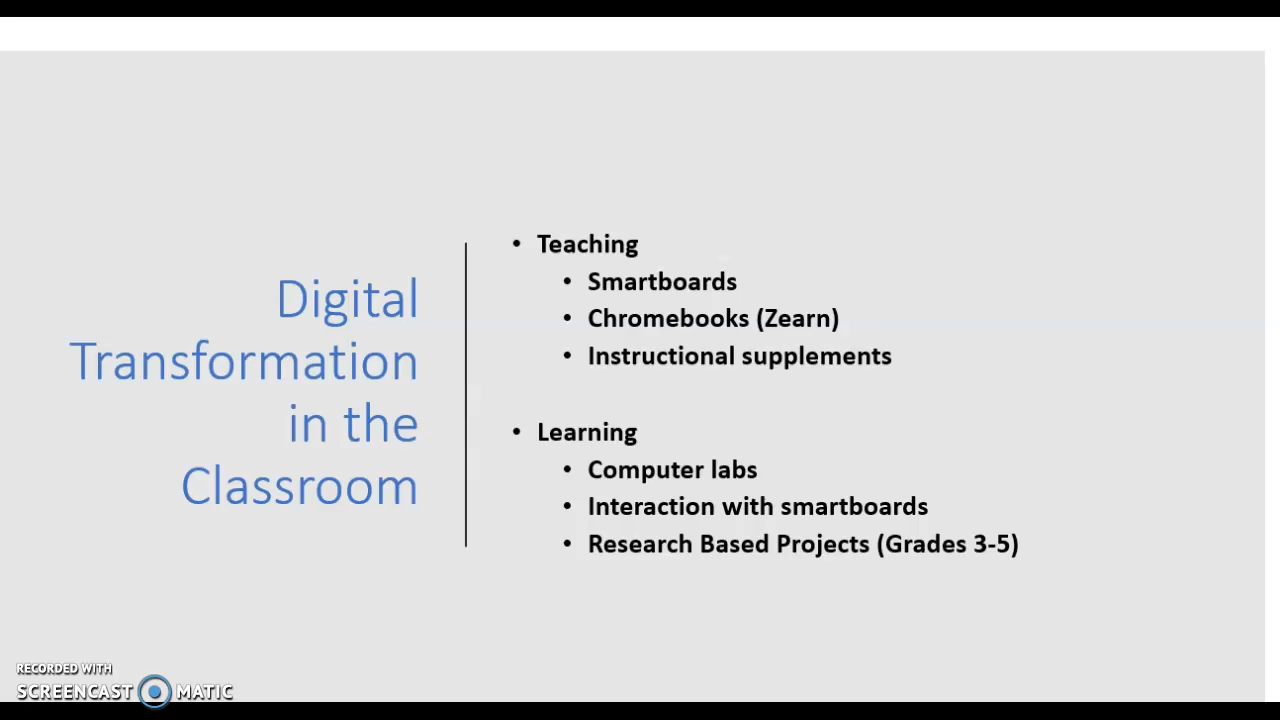 Digital
Transformation
in the
Classroom
• Teaching
• Smartboards
• Chromebooks (Zearn)
• Instructional supplements
• Learning
• Computer labs
• Interaction with smartboards
• Research Based Projects (Grades 3-5)
RECORDED WITH
SCREENCAST MATIC